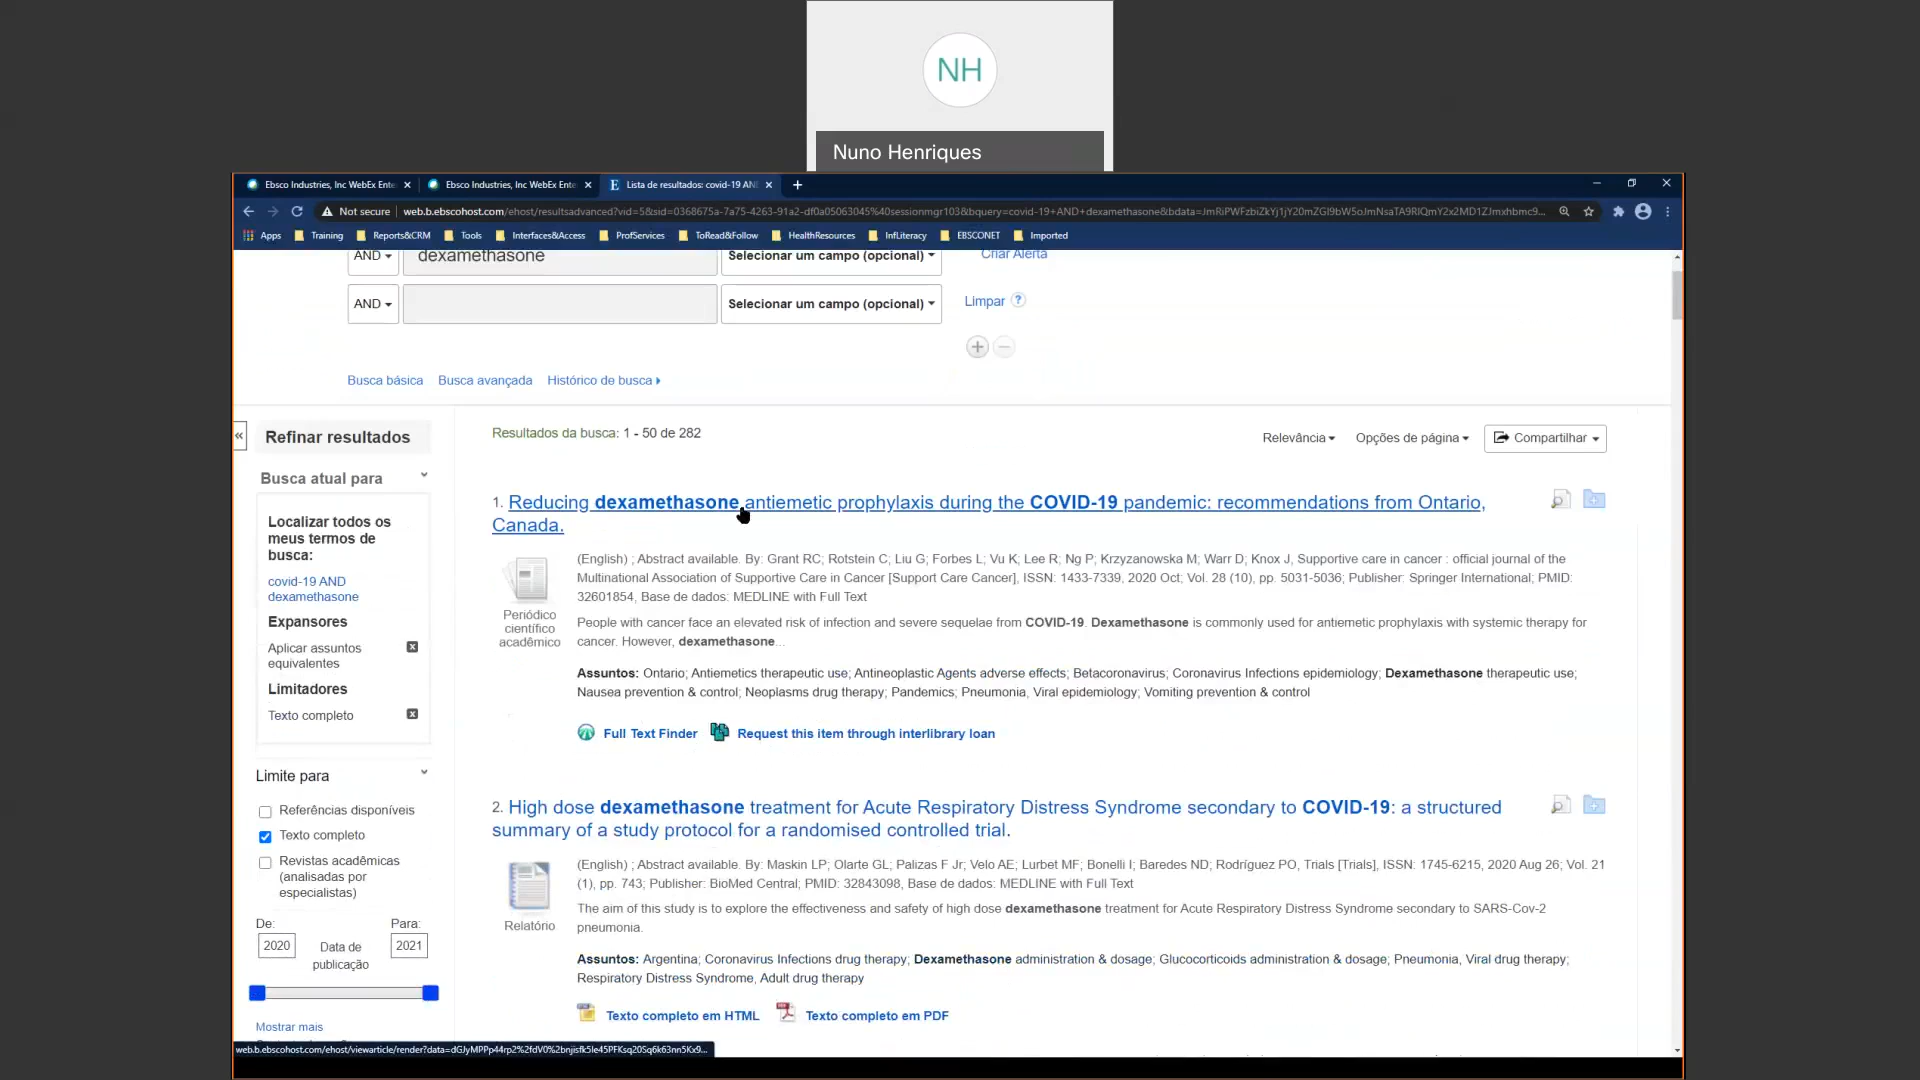 NH
Nuno Henriques
Ebsco Industries, Inc WebEx Ente
Ebsco Industries, Inc WebEx Ente
Lista de resultados: covid-19 AN
Not secure
Apps
Training
Reports&CRM
Tools
Interfaces&Access
ProfServices
ToRead&Follow
HealthResources
InfLiteracy
EBSCONET
Imported
AND
dexamethasone
Selecionar um campo (opcional)
Criar Alerta
AND
Selecionar um campo (opcional)
Limpar
?
Busca básica
Busca avançada
Histórico de busca
Refinar resultados
Busca atual para
Localizar todos os
meus termos de
busca:
covid-19 AND
dexamethasone
Expansores
Aplicar assuntos
equivalentes
Limitadores
Texto completo
Limite para
Referências disponíveis
Texto completo
Revistas acadêmicas
(analisadas por
especialistas)
De:
Para:
2020
Data de
publicação
2021
Mostrar mais
Resultados da busca: 1 - 50 de 282
Relevância
Opções de página
Compartilhar
1. Reducing dexamethasone antiemetic prophylaxis during the COVID-19 pandemic: recommendations from Ontario,
Canada.
Periódico
científico
acadêmico
(English) ; Abstract available. By: Grant RC; Rotstein C; Liu G; Forbes L; Vu K; Lee R; Ng P; Krzyzanowska M; Warr D; Knox J, Supportive care in cancer : official journal of the
Multinational Association of Supportive Care in Cancer [Support Care Cancer], ISSN: 1433-7339, 2020 Oct; Vol. 28 (10), pp. 5031-5036; Publisher: Springer International; PMID:
32601854, Base de dados: MEDLINE with Full Text
People with cancer face an elevated risk of infection and severe sequelae from COVID-19. Dexamethasone is commonly used for antiemetic prophylaxis with systemic therapy for
cancer. However, dexamethasone...
Assuntos: Ontario; Antiemetics therapeutic use; Antineoplastic Agents adverse effects; Betacoronavirus; Coronavirus Infections epidemiology; Dexamethasone therapeutic use;
Nausea prevention & control; Neoplasms drug therapy; Pandemics; Pneumonia, Viral epidemiology; Vomiting prevention & control
Full Text Finder
Request this item through interlibrary loan
2. High dose dexamethasone treatment for Acute Respiratory Distress Syndrome secondary to COVID-19: a structured
summary of a study protocol for a randomised controlled trial.
Relatório
(English) ; Abstract available. By: Maskin LP; Olarte GL; Palizas F Jr; Velo AE; Lurbet MF; Bonelli I; Baredes ND; Rodríguez PO, Trials [Trials], ISSN: 1745-6215, 2020 Aug 26; Vol. 21
(1), pp. 743; Publisher: BioMed Central; PMID: 32843098, Base de dados: MEDLINE with Full Text
The aim of this study is to explore the effectiveness and safety of high dose dexamethasone treatment for Acute Respiratory Distress Syndrome secondary to SARS-Cov-2
pneumonia.
Assuntos: Argentina; Coronavirus Infections drug therapy; Dexamethasone administration & dosage; Glucocorticoids administration & dosage; Pneumonia, Viral drug therapy;
Respiratory Distress Syndrome, Adult drug therapy
Texto completo em HTML
Texto completo em PDF